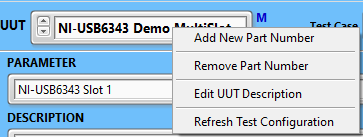 UUT NI-USB6343 Demo MultiSlot M Test Case
Add New Part Number
PARAMETER
Remove Part Number
NI-USB6343 Slot 1
Edit UUT Description
DESCRIPTION
Refresh Test Configuration